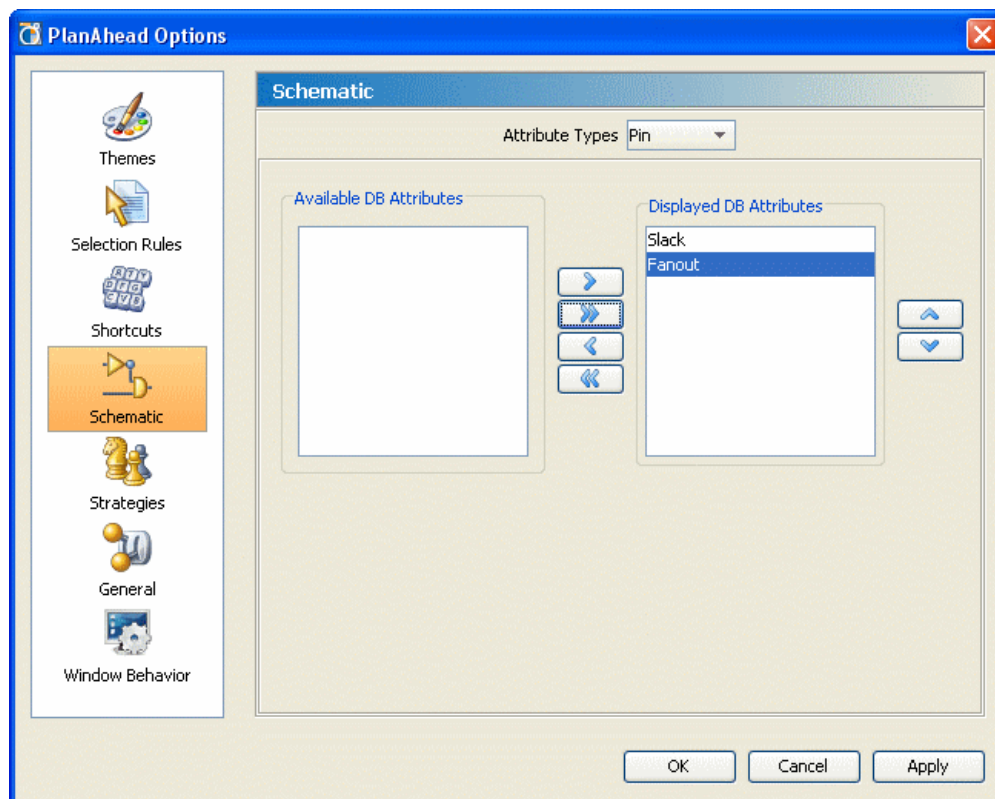 PlanAhead Options
Themes
Selection Rules
Shortcuts
Schematic
Strategies
General
Window Behavior
Schematic
Attribute Types Pin
Available DB Attributes
Displayed DB Attributes
Slack
Fanout
OK Cancel Apply